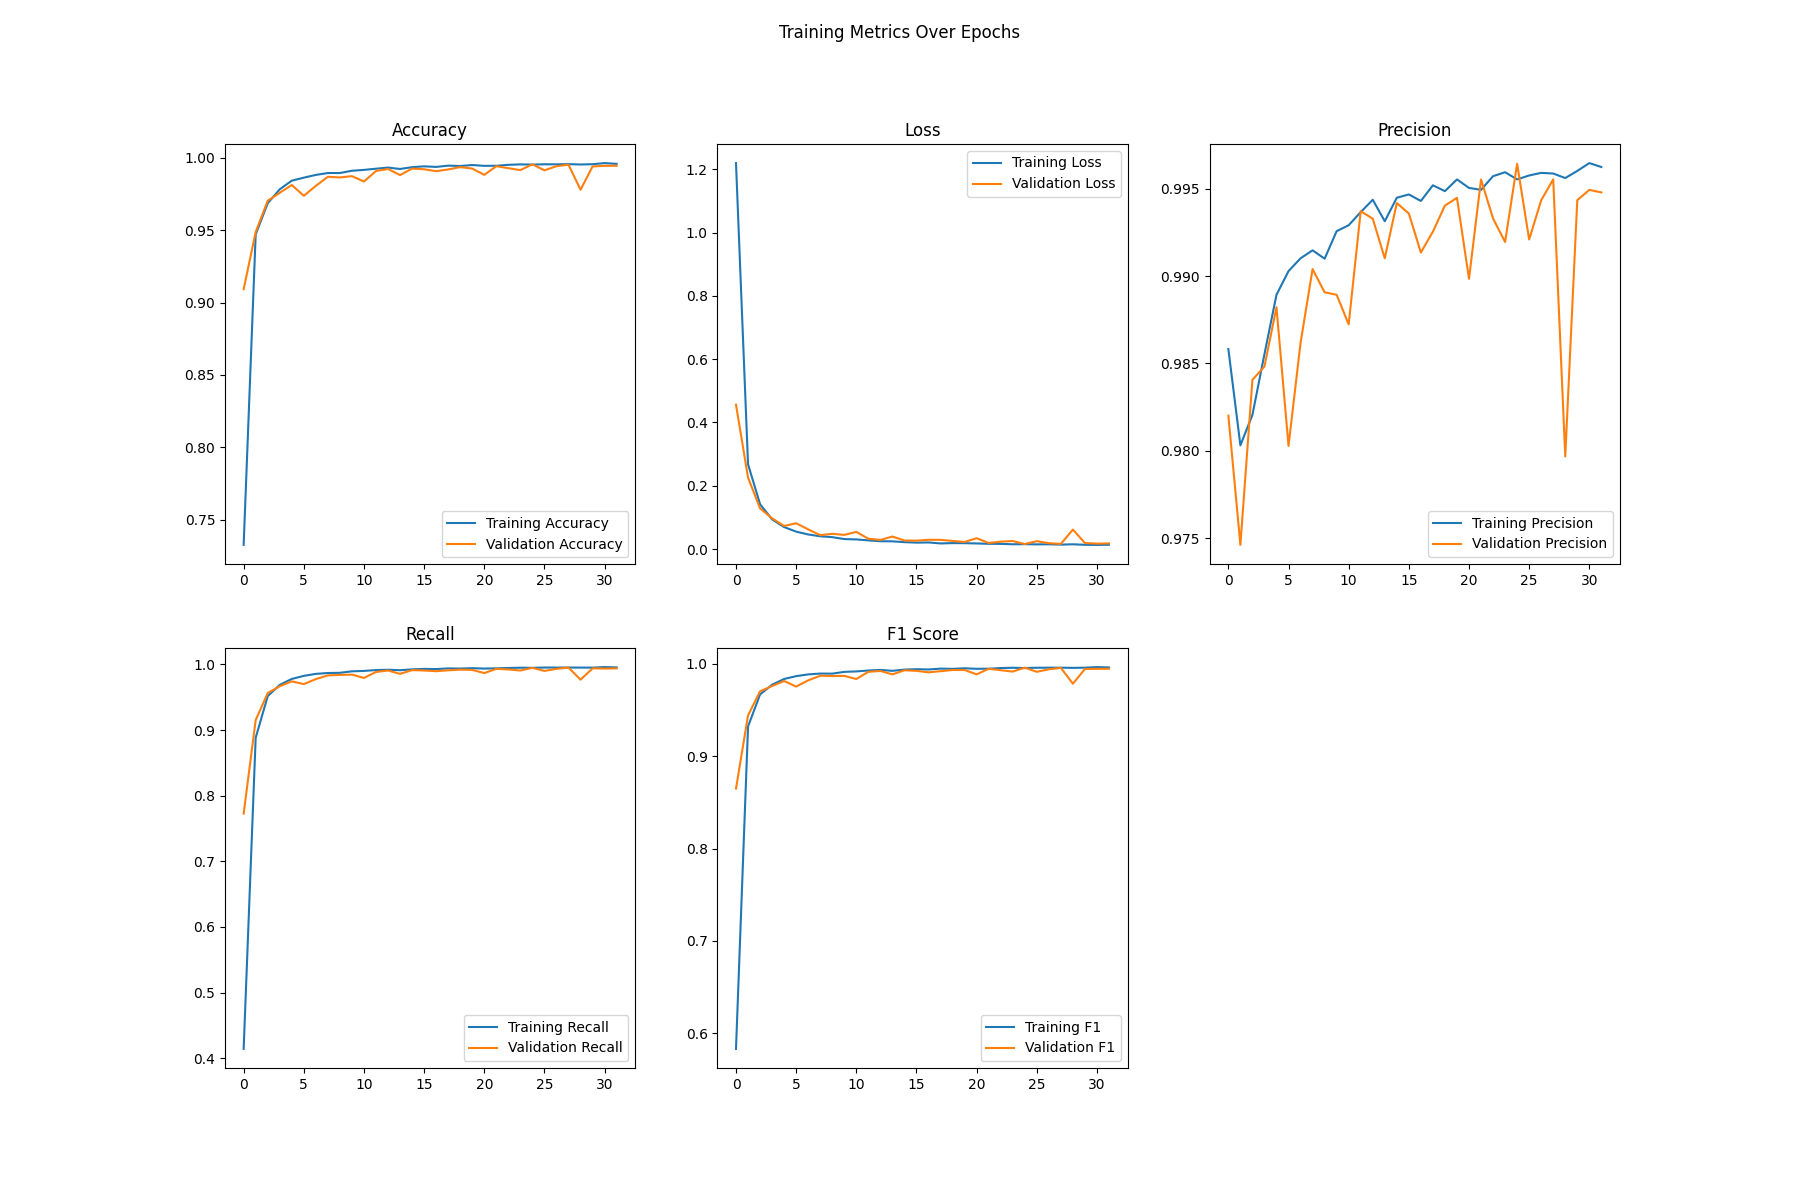 Training Metrics Over Epochs
Accuracy
1.00
0.95
0.90
0.85
0.80
0.75
0 5 10 15 20 25 30
Training Accuracy
Validation Accuracy
Loss
1.2
1.0
0.8
0.6
0.4
0.2
0.0
0 5 10 15 20 25 30
Training Loss
Validation Loss
Precision
0.995
0.990
0.985
0.980
0.975
0 5 10 15 20 25 30
Training Precision
Validation Precision
Recall
1.0
0.9
0.8
0.7
0.6
0.5
0.4
0 5 10 15 20 25 30
Training Recall
Validation Recall
F1 Score
1.0
0.9
0.8
0.7
0.6
0 5 10 15 20 25 30
Training F1
Validation F1